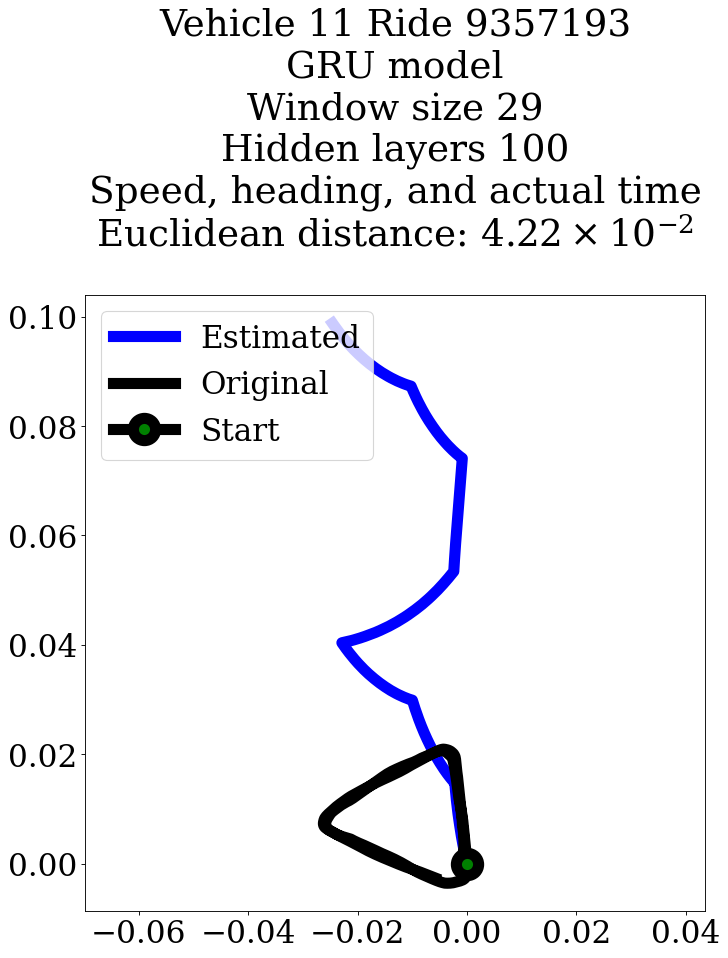 Vehicle 11 Ride 9357193
GRU model
Window size 29
Hidden layers 100
Speed, heading, and actual time
Euclidean distance: 4.22 × 10⁻²
0.10
0.08
0.06
0.04
0.02
0.00
Estimated
Original
Start
−0.06 −0.04 −0.02 0.00 0.02 0.04